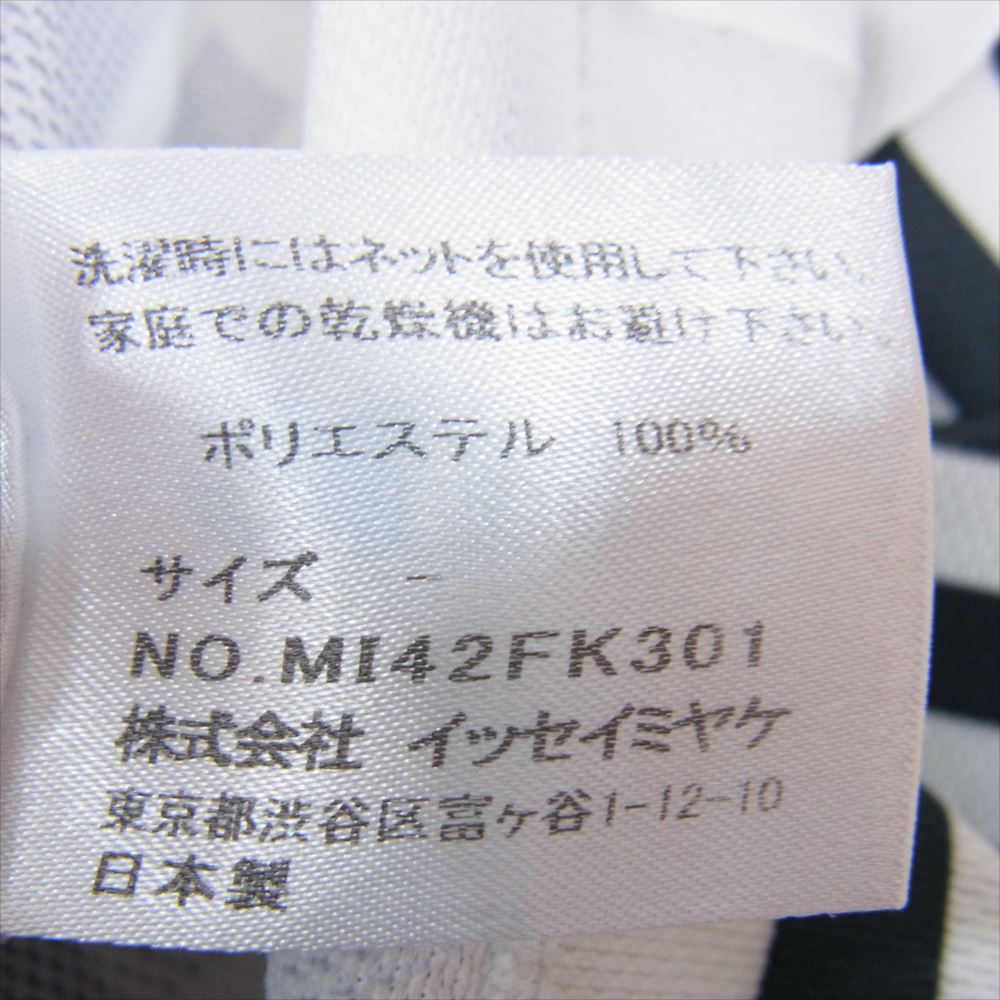 洗濯時にはネットを使用して下さい。
家庭での乾燥機はお避け下さい。
ポリエステル 100%
サイズ -
NO.MI42FK301
株式会社 イッセイミヤケ
東京都渋谷区富ヶ谷1-12-10
日本製